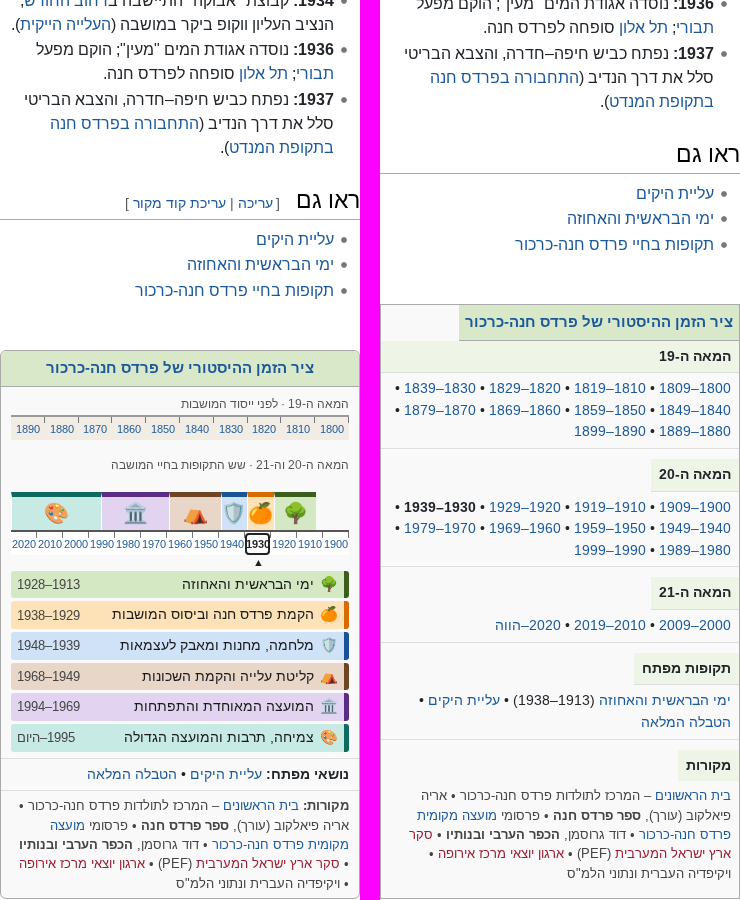 1936: נוסדה אגודת המים "מעין"; הוקם מפעל
תבורי; תל אלון סופחה לפרדס חנה.
1937: נפתח כביש חיפה–חדרה, והצבא הבריטי
סלל את דרך הנדיב (התחבורה בפרדס חנה
בתקופת המנדט).
ראו גם
עליית היקים
ימי הבראשית והאחוזה
תקופות בחיי פרדס חנה-כרכור
ציר הזמן ההיסטורי של פרדס חנה-כרכור
המאה ה-19
1800–1809 • 1810–1819 • 1820–1829 • 1830–1839 •
1840–1849 • 1850–1859 • 1860–1869 • 1870–1879 •
1880–1889 • 1890–1899
המאה ה-20
1900–1909 • 1910–1919 • 1920–1929 • 1930–1939 •
1940–1949 • 1950–1959 • 1960–1969 • 1970–1979 •
1980–1989 • 1990–1999
המאה ה-21
2000–2009 • 2010–2019 • 2020–הווה
תקופות מפתח
ימי הבראשית והאחוזה (1913–1938) • עליית היקים •
הטבלה המלאה
מקורות
בית הראשונים – המרכז לתולדות פרדס חנה-כרכור • אריה
פיאלקוב (עורך), ספר פרדס חנה • פרסומי מועצה מקומית
פרדס חנה-כרכור • דוד גרוסמן, הכפר הערבי ובנותיו • סקר
ארץ ישראל המערבית (PEF) • ארגון יוצאי מרכז אירופה •
ויקיפדיה העברית ונתוני הלמ"ס
1934: קבוצת "אבוקה" התיישבה ברחוב החורש;
הנציב העליון ווקופ ביקר במושבה (העלייה הייקית).
1936: נוסדה אגודת המים "מעין"; הוקם מפעל
תבורי; תל אלון סופחה לפרדס חנה.
1937: נפתח כביש חיפה–חדרה, והצבא הבריטי
סלל את דרך הנדיב (התחבורה בפרדס חנה
בתקופת המנדט).
ראו גם [ עריכה | עריכת קוד מקור ]
עליית היקים
ימי הבראשית והאחוזה
תקופות בחיי פרדס חנה-כרכור
ציר הזמן ההיסטורי של פרדס חנה-כרכור
המאה ה-19 · לפני ייסוד המושבות
1800 1810 1820 1830 1840 1850 1860 1870 1880 1890
המאה ה-20 וה-21 · שש התקופות בחיי המושבה
1900 1910 1920 1930 1940 1950 1960 1970 1980 1990 2000 2010 2020
ימי הבראשית והאחוזה 1913–1928
הקמת פרדס חנה וביסוס המושבות 1929–1938
מלחמה, מחנות ומאבק לעצמאות 1939–1948
קליטת עלייה והקמת השכונות 1949–1968
המועצה המאוחדת והתפתחות 1969–1994
צמיחה, תרבות והמועצה הגדולה 1995–היום
נושאי מפתח: עליית היקים • הטבלה המלאה
מקורות: בית הראשונים – המרכז לתולדות פרדס חנה-כרכור •
אריה פיאלקוב (עורך), ספר פרדס חנה • פרסומי מועצה
מקומית פרדס חנה-כרכור • דוד גרוסמן, הכפר הערבי ובנותיו
• סקר ארץ ישראל המערבית (PEF) • ארגון יוצאי מרכז אירופה
• ויקיפדיה העברית ונתוני הלמ"ס